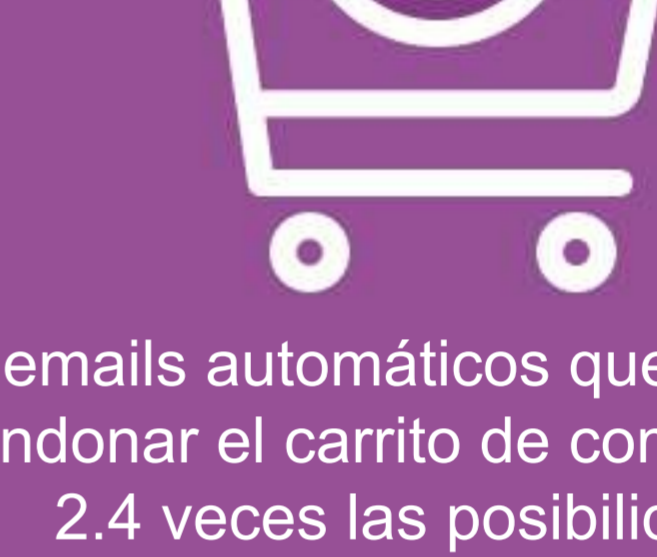 emails automáticos que
ndonar el carrito de com
2.4 veces las posibilid